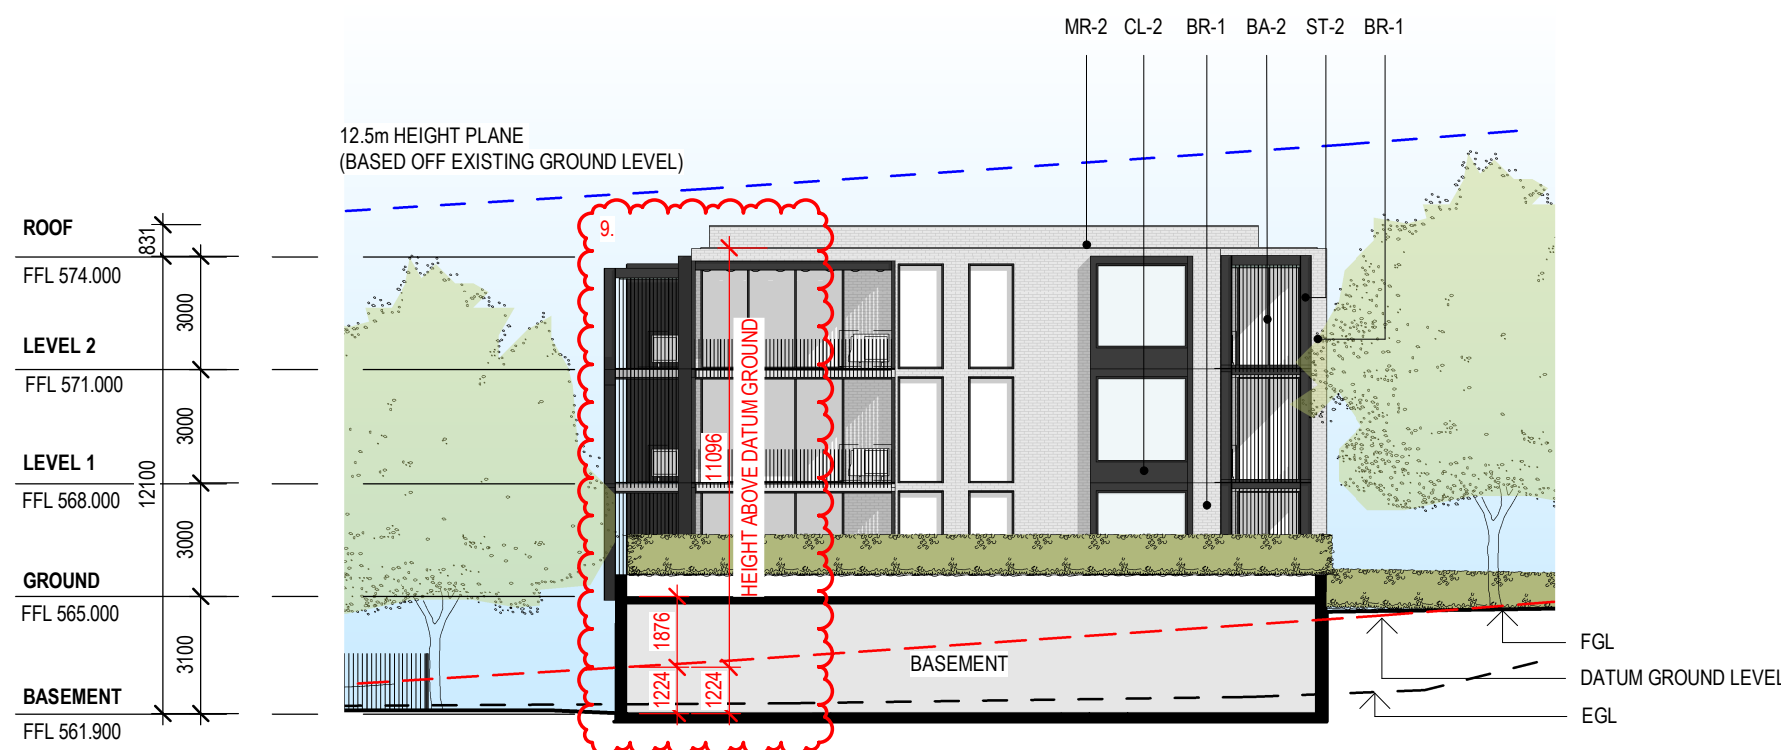 MR-2 CL-2 BR-1 BA-2 ST-2 BR-1
12.5m HEIGHT PLANE
(BASED OFF EXISTING GROUND LEVEL)
ROOF
831
FFL 574.000
3000
LEVEL 2
FFL 571.000
3000
LEVEL 1
FFL 568.000
12100
3000
GROUND
FFL 565.000
3100
BASEMENT
FFL 561.900
9.
11096
HEIGHT ABOVE DATUM GROUND
1876
1224
1224
BASEMENT
FGL
DATUM GROUND LEVEL
EGL